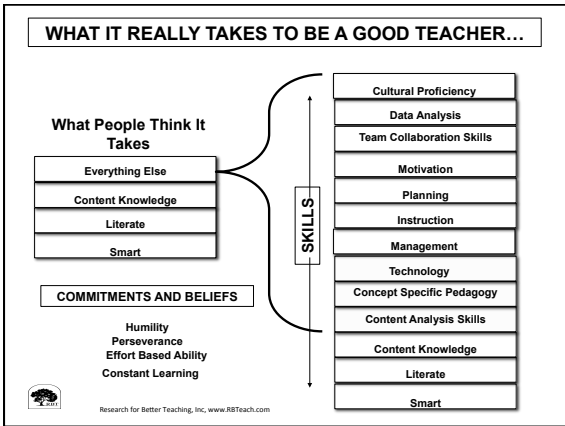 WHAT IT REALLY TAKES TO BE A GOOD TEACHER…
What People Think It
Takes
Everything Else
Content Knowledge
Literate
Smart
COMMITMENTS AND BELIEFS
Humility
Perseverance
Effort Based Ability
Constant Learning
SKILLS
Cultural Proficiency
Data Analysis
Team Collaboration Skills
Motivation
Planning
Instruction
Management
Technology
Concept Specific Pedagogy
Content Analysis Skills
Content Knowledge
Literate
Smart
Research for Better Teaching, Inc, www.RBTeach.com